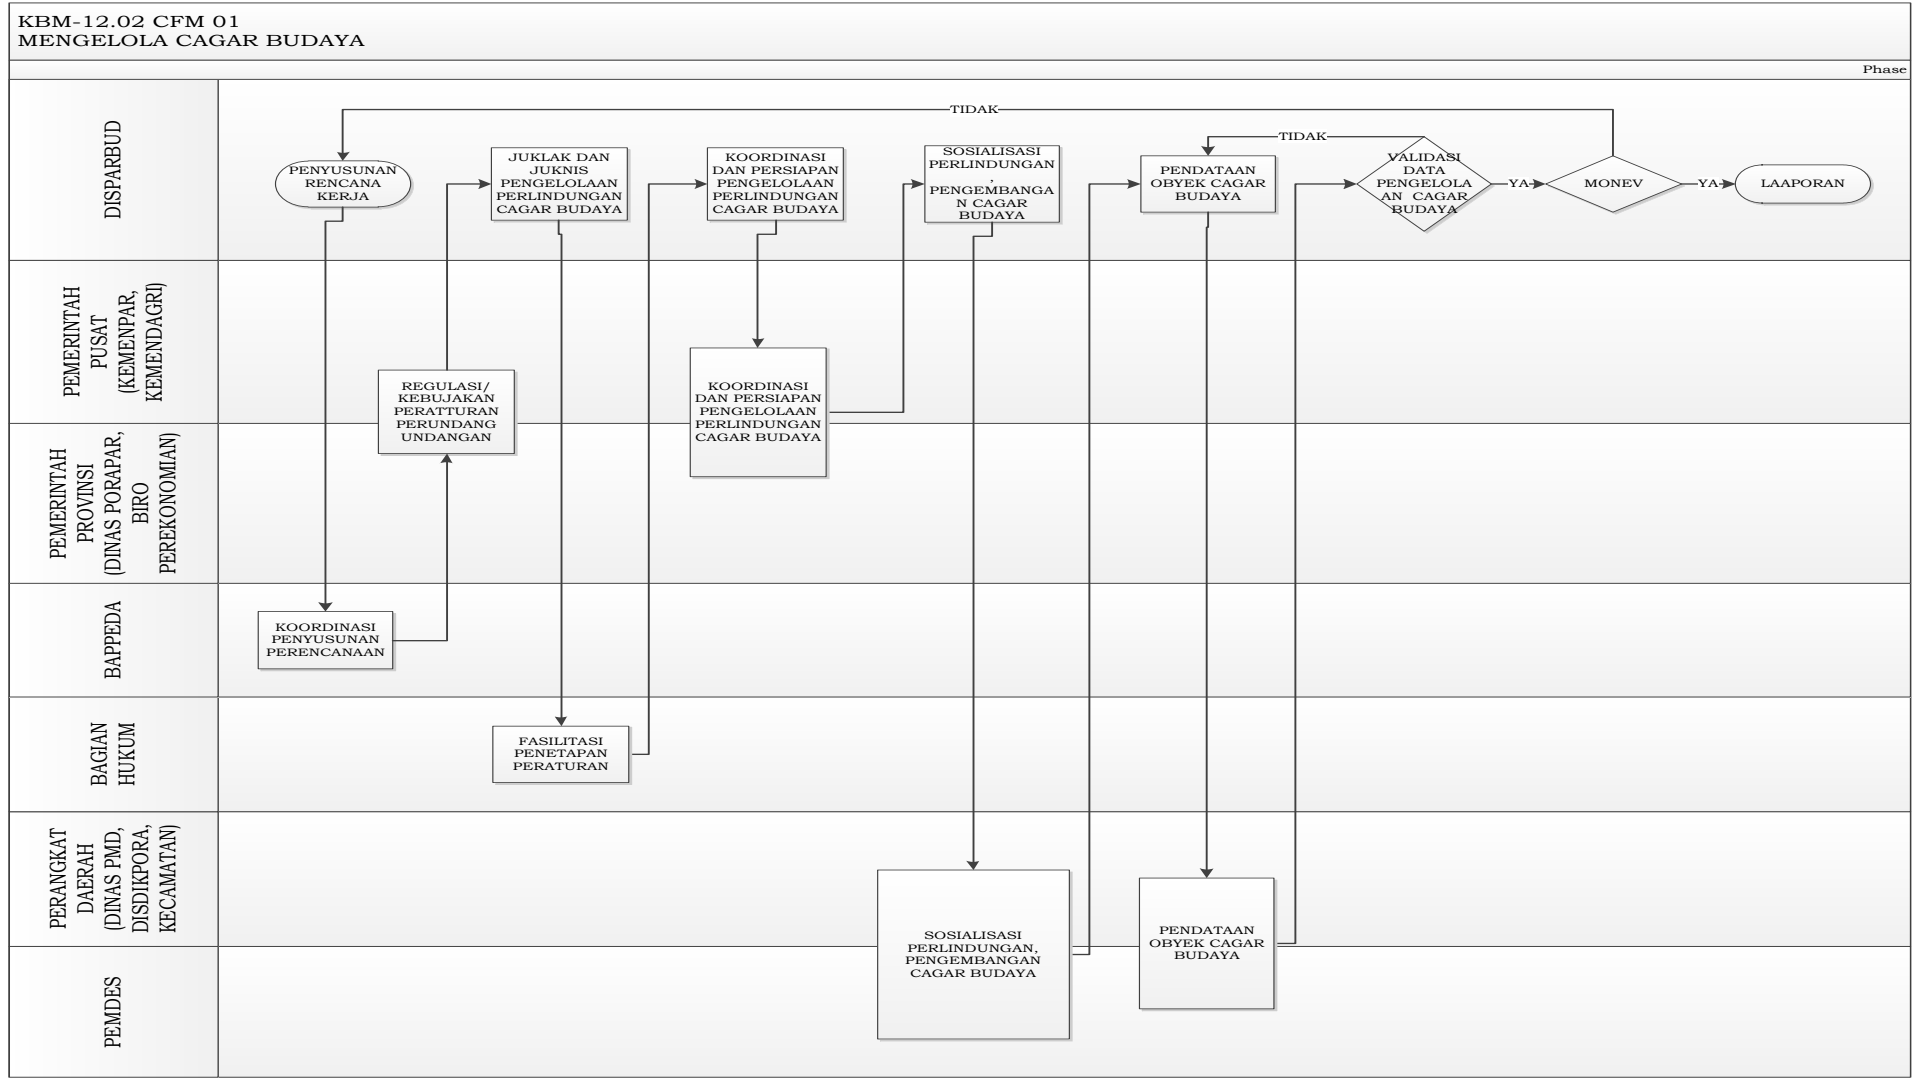 KBM-12.02 CFM 01
MENGELOLA CAGAR BUDAYA
Phase
DISPARBUD
TIDAK
PENYUSUNAN
RENCANA
KERJA
JUKLAK DAN
JUKNIS
PENGELOLAAN
PERLINDUNGAN
CAGAR BUDAYA
KOORDINASI
DAN PERSIAPAN
PENGELOLAAN
PERLINDUNGAN
CAGAR BUDAYA
SOSIALISASI
PERLINDUNGAN
,
PENGEMBANGA
N CAGAR
BUDAYA
PENDATAAN
OBYEK CAGAR
BUDAYA
TIDAK
VALIDASI
DATA
PENGELOLA
AN CAGAR
BUDAYA
YA
MONEV
YA
LAAPORAN
PEMERINTAH
PUSAT
(KEMENPAR,
KEMENDAGRI)
REGULASI/
KEBUJAKAN
PERATTURAN
PERUNDANG
UNDANGAN
KOORDINASI
DAN PERSIAPAN
PENGELOLAAN
PERLINDUNGAN
CAGAR BUDAYA
PEMERINTAH
PROVINSI
(DINAS PORAPAR,
BIRO
PEREKONOMIAN)
BAPPEDA
KOORDINASI
PENYUSUNAN
PERENCANAAN
BAGIAN
HUKUM
FASILITASI
PENETAPAN
PERATURAN
PERANGKAT
DAERAH
(DINAS PMD,
DISDIKPORA,
KECAMATAN)
SOSIALISASI
PERLINDUNGAN,
PENGEMBANGAN
CAGAR BUDAYA
PENDATAAN
OBYEK CAGAR
BUDAYA
PEMDES